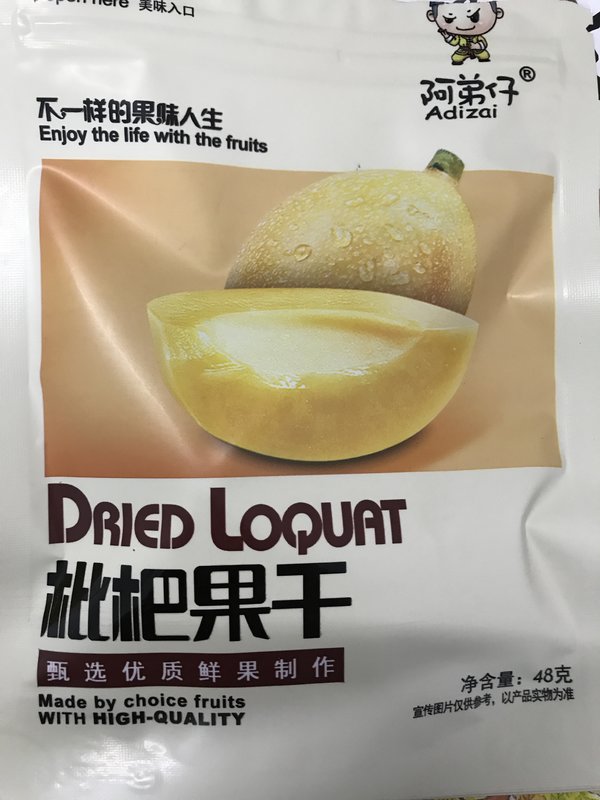 open here 美味入口
阿弟仔®
Adizai
不一样的果味人生
Enjoy the life with the fruits
DRIED LOQUAT
枇杷果干
甄选优质鲜果制作
Made by choice fruits
WITH HIGH-QUALITY
净含量：48克
宣传图片仅供参考，以产品实物为准